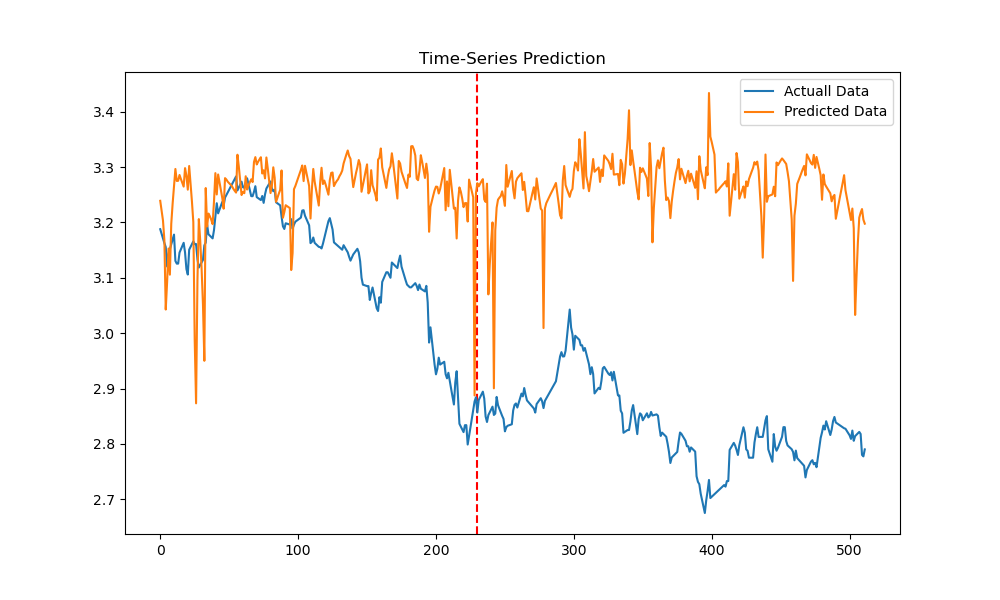 Time-Series Prediction
Actuall Data
Predicted Data
3.4
3.3
3.2
3.1
3.0
2.9
2.8
2.7
0 100 200 300 400 500